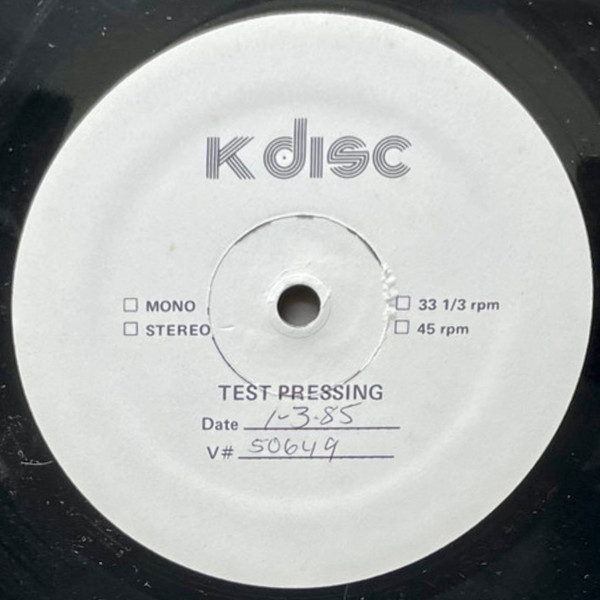 K disc
☐ MONO ☐ 33 1/3 rpm
☐ STEREO ☐ 45 rpm
TEST PRESSING
Date 1-3-85
V# 50649